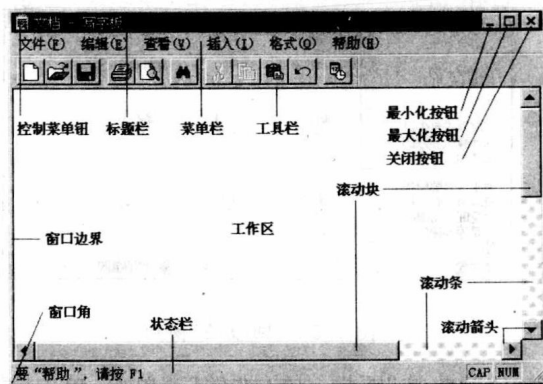 文档 - 写字板
文件(F) 编辑(E) 查看(V) 插入(I) 格式(O) 帮助(H)
控制菜单钮 标题栏 菜单栏 工具栏
最小化按钮
最大化按钮
关闭按钮
滚动块
窗口边界
工作区
滚动条
窗口角
状态栏
滚动箭头
要“帮助”, 请按 F1
CAP NUM